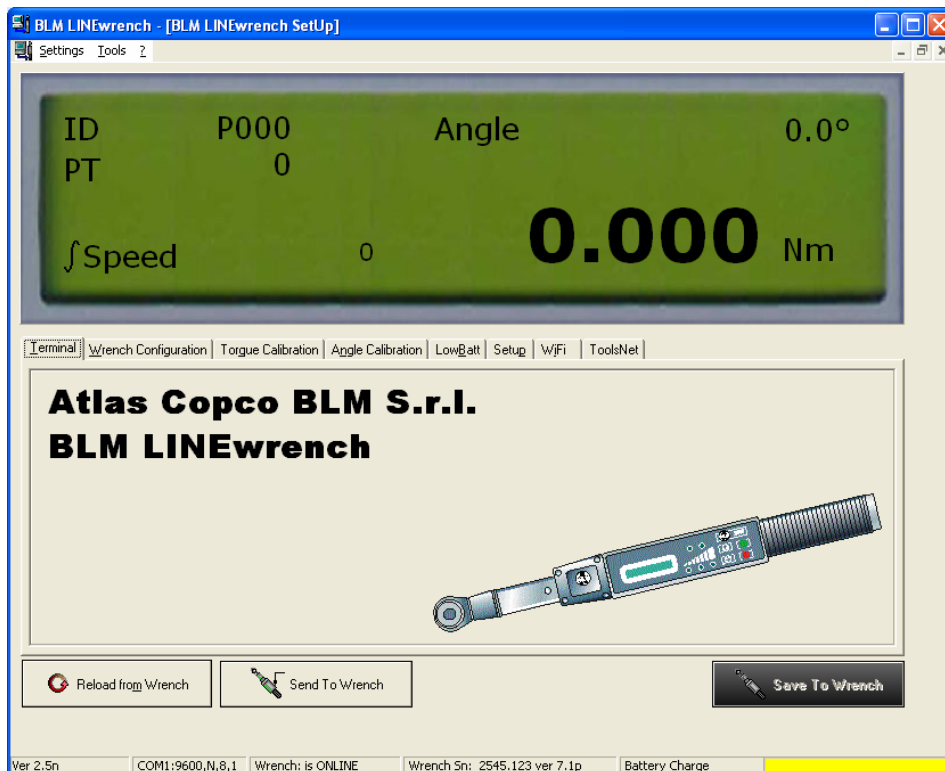 BLM LINEwrench - [BLM LINEwrench SetUp]
Settings Tools ?
ID P000 Angle 0.0°
PT 0
∫Speed 0 0.000 Nm
Terminal Wrench Configuration Torque Calibration Angle Calibration LowBatt Setup WiFi ToolsNet
Atlas Copco BLM S.r.l.
BLM LINEwrench
Reload from Wrench Send To Wrench Save To Wrench
Ver 2.5n COM1:9600,N,8,1 Wrench: is ONLINE Wrench Sn: 2545.123 ver 7.1p Battery Charge